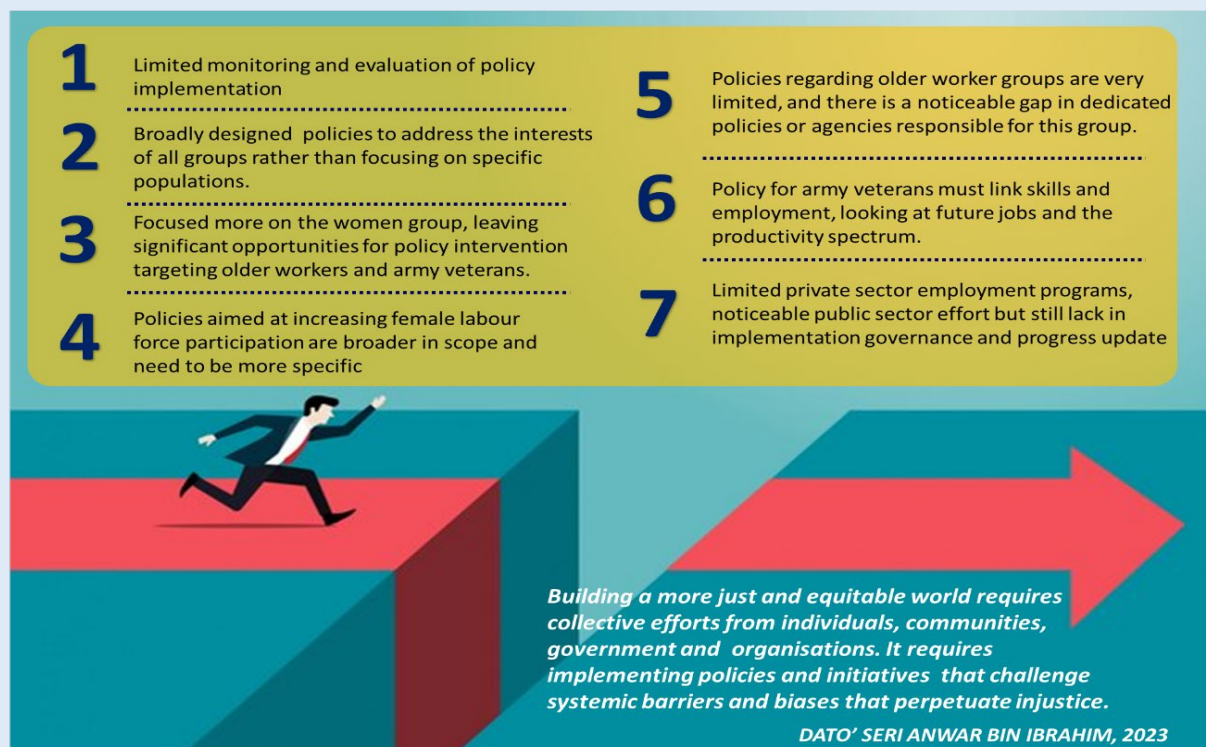 1
Limited monitoring and evaluation of policy
implementation
2
Broadly designed policies to address the interests
of all groups rather than focusing on specific
populations.
3
Focused more on the women group, leaving
significant opportunities for policy intervention
targeting older workers and army veterans.
4
Policies aimed at increasing female labour
force participation are broader in scope and
need to be more specific
5
Policies regarding older worker groups are very
limited, and there is a noticeable gap in dedicated
policies or agencies responsible for this group.
6
Policy for army veterans must link skills and
employment, looking at future jobs and the
productivity spectrum.
7
Limited private sector employment programs,
noticeable public sector effort but still lack in
implementation governance and progress update
Building a more just and equitable world requires
collective efforts from individuals, communities,
government and organisations. It requires
implementing policies and initiatives that challenge
systemic barriers and biases that perpetuate injustice.
DATO’ SERI ANWAR BIN IBRAHIM, 2023